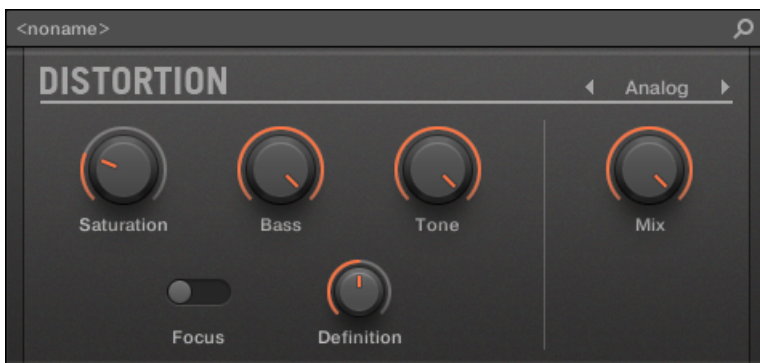 <noname>
DISTORTION
Analog
Saturation
Bass
Tone
Mix
Focus
Definition